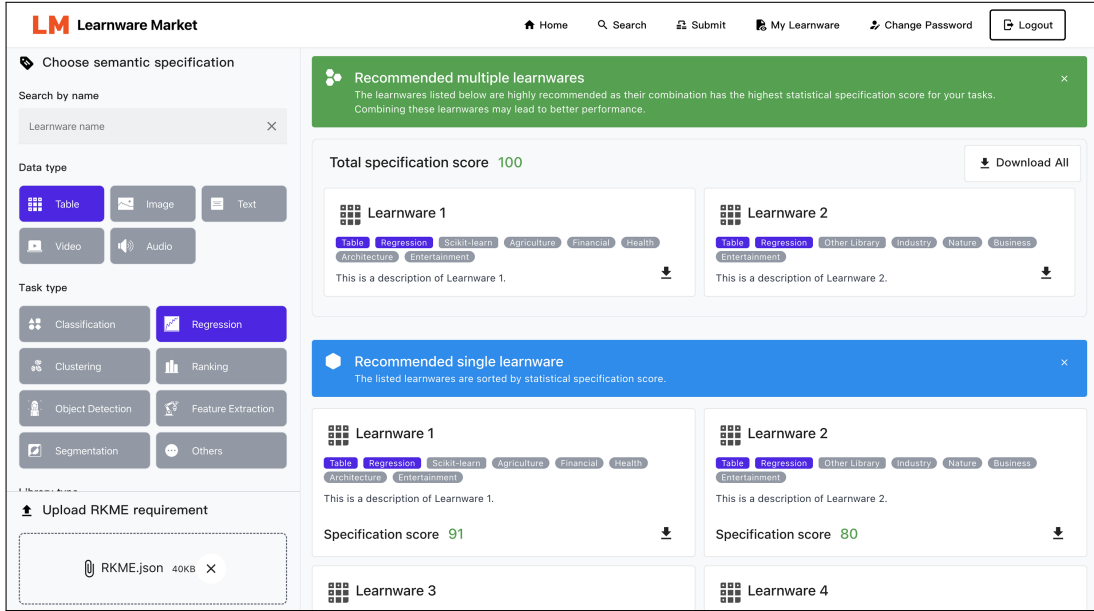 LM Learnware Market
Home
Search
Submit
My Learnware
Change Password
Logout
Choose semantic specification
Search by name
Learnware name
Data type
Table
Image
Text
Video
Audio
Task type
Classification
Regression
Clustering
Ranking
Object Detection
Feature Extraction
Segmentation
Others
Library type
Upload RKME requirement
RKME.json 40KB
Recommended multiple learnwares
The learnwares listed below are highly recommended as their combination has the highest statistical specification score for your tasks.
Combining these learnwares may lead to better performance.
Total specification score 100
Download All
Learnware 1
Table Regression Scikit-learn Agriculture Financial Health
Architecture Entertainment
This is a description of Learnware 1.
Learnware 2
Table Regression Other Library Industry Nature Business
Entertainment
This is a description of Learnware 2.
Recommended single learnware
The listed learnwares are sorted by statistical specification score.
Learnware 1
Table Regression Scikit-learn Agriculture Financial Health
Architecture Entertainment
This is a description of Learnware 1.
Specification score 91
Learnware 2
Table Regression Other Library Industry Nature Business
Entertainment
This is a description of Learnware 2.
Specification score 80
Learnware 3
Learnware 4